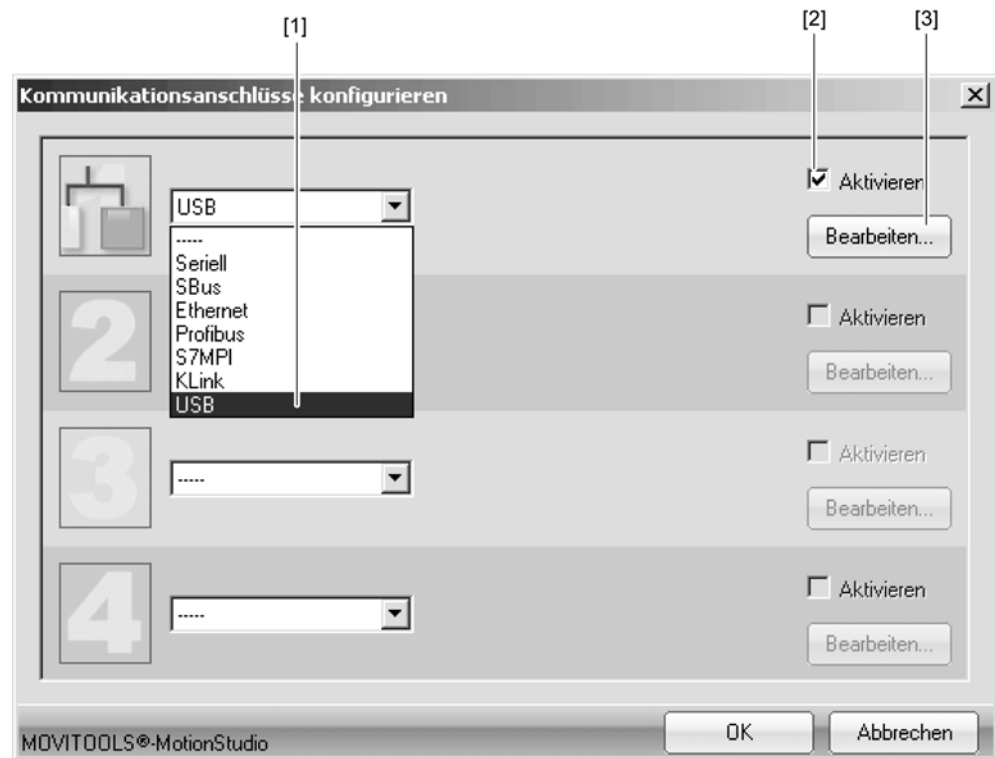 [1]
[2]
[3]
Kommunikationsanschlüsse konfigurieren
USB
Aktivieren
Bearbeiten...
-----
Seriell
SBus
Ethernet
Profibus
S7MPI
KLink
USB
2
Aktivieren
Bearbeiten...
3
-----
Aktivieren
Bearbeiten...
4
-----
Aktivieren
Bearbeiten...
MOVITOOLS®-MotionStudio
OK
Abbrechen